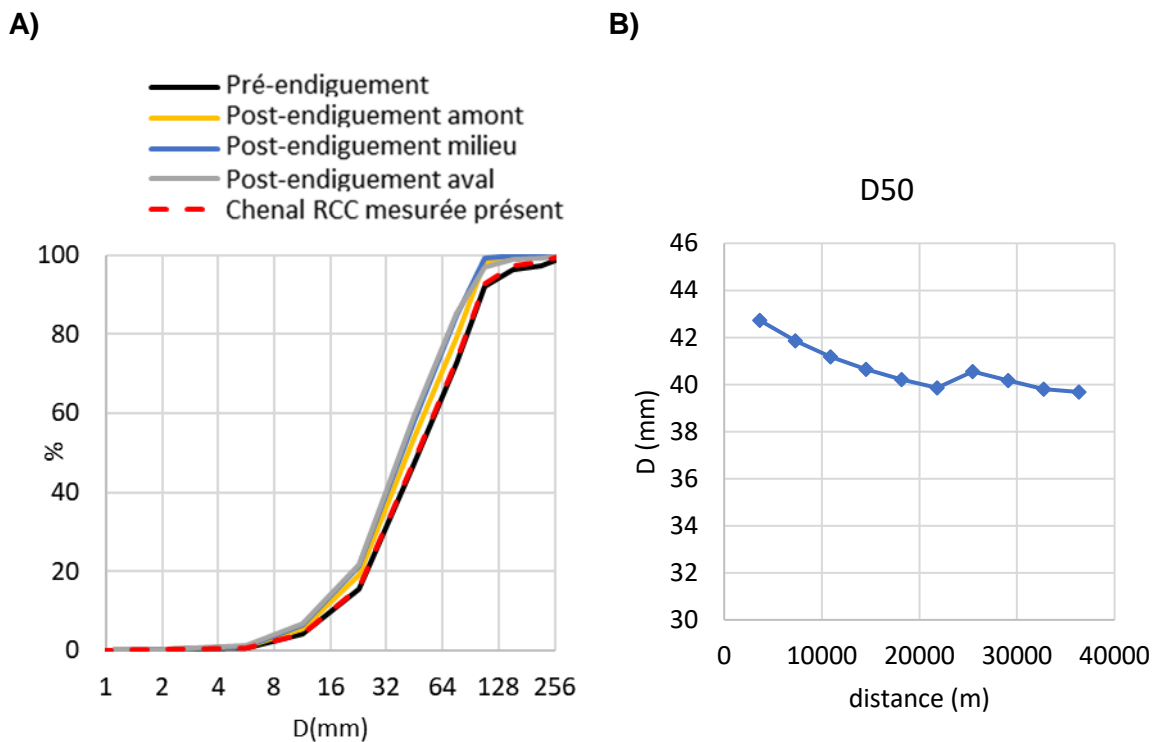 A)
Pré-endiguement
Post-endiguement amont
Post-endiguement milieu
Post-endiguement aval
Chenal RCC mesurée présent
100
80
60
40
20
0
%
1 2 4 8 16 32 64 128 256
D(mm)
B)
D50
46
44
42
40
38
36
34
32
30
D (mm)
0 10000 20000 30000 40000
distance (m)